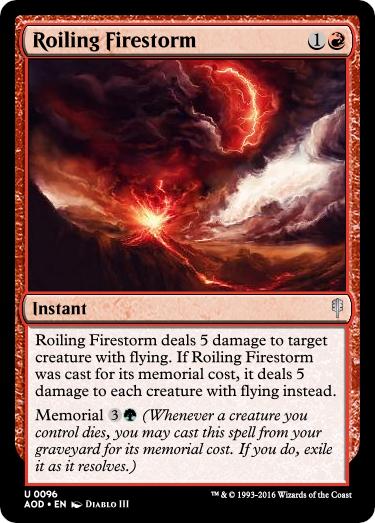 Roiling Firestorm 1
Instant
Roiling Firestorm deals 5 damage to target
creature with flying. If Roiling Firestorm
was cast for its memorial cost, it deals 5
damage to each creature with flying instead.
Memorial 3 (Whenever a creature you
control dies, you may cast this spell from your
graveyard for its memorial cost. If you do, exile
it as it resolves.)
U 0096
AOD • EN Diablo III
™ & © 1993-2016 Wizards of the Coast